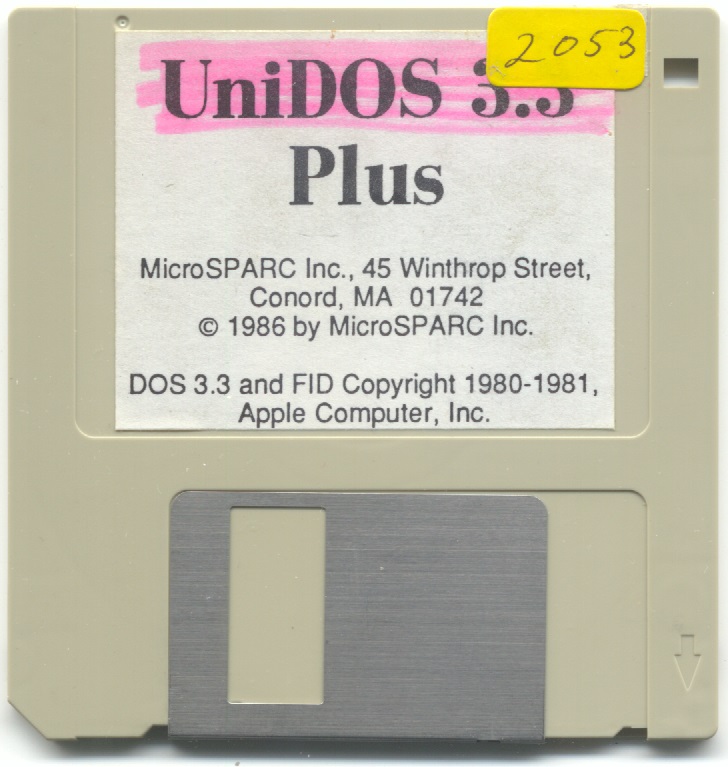 2053
UniDOS 3.3
Plus
MicroSPARC Inc., 45 Winthrop Street,
Conord, MA 01742
© 1986 by MicroSPARC Inc.
DOS 3.3 and FID Copyright 1980-1981,
Apple Computer, Inc.